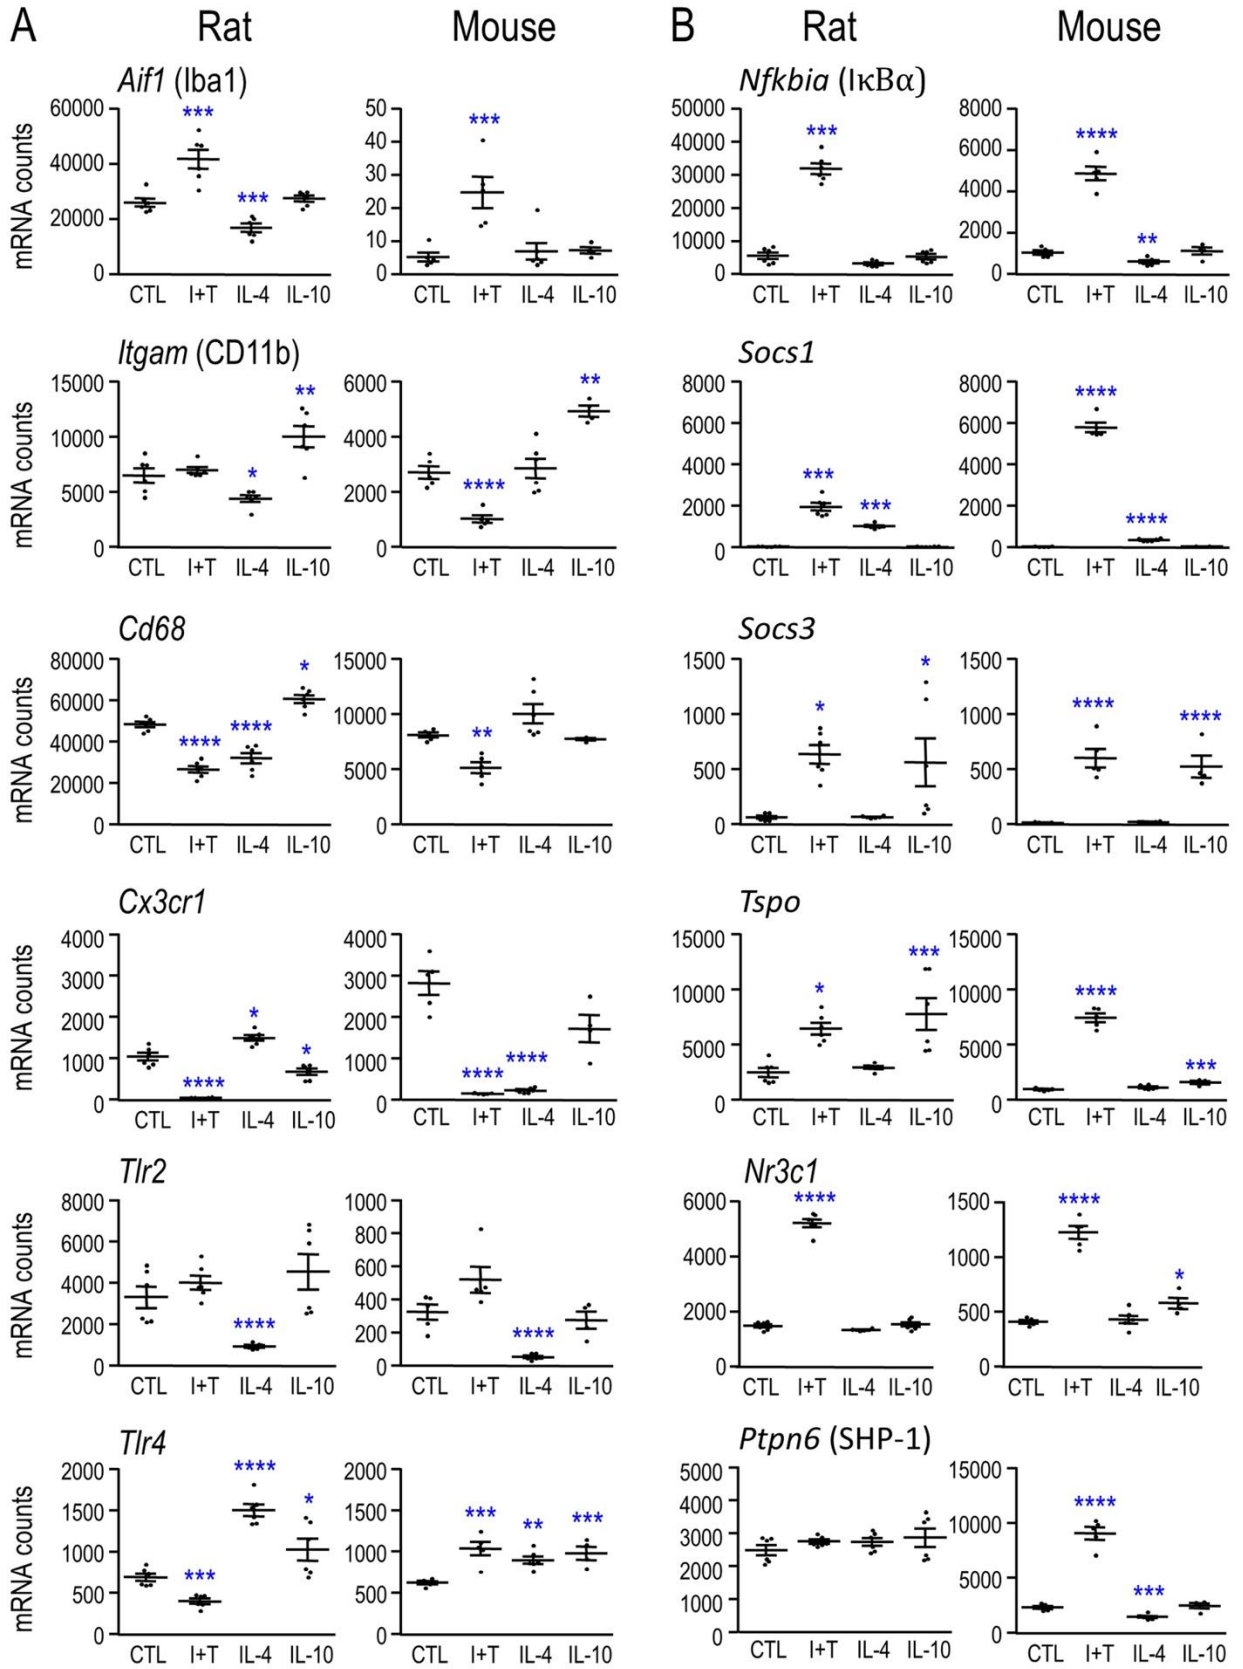 A Rat Mouse B Rat Mouse
Aif1 (Iba1) Nfkbia (IκBα)
mRNA counts
60000 40000 20000 0
*** ***
CTL I+T IL-4 IL-10
50 40 30 20 10 0
***
CTL I+T IL-4 IL-10
50000 40000 30000 20000 10000 0
***
CTL I+T IL-4 IL-10
8000 6000 4000 2000 0
**** **
CTL I+T IL-4 IL-10
Itgam (CD11b) Socs1
mRNA counts
15000 10000 5000 0
* **
CTL I+T IL-4 IL-10
6000 4000 2000 0
**** **
CTL I+T IL-4 IL-10
8000 6000 4000 2000 0
*** ***
CTL I+T IL-4 IL-10
8000 6000 4000 2000 0
**** ****
CTL I+T IL-4 IL-10
Cd68 Socs3
mRNA counts
80000 60000 40000 20000 0
**** **** *
CTL I+T IL-4 IL-10
15000 10000 5000 0
**
CTL I+T IL-4 IL-10
1500 1000 500 0
* *
CTL I+T IL-4 IL-10
1500 1000 500 0
**** ****
CTL I+T IL-4 IL-10
Cx3cr1 Tspo
mRNA counts
4000 3000 2000 1000 0
**** * *
CTL I+T IL-4 IL-10
4000 3000 2000 1000 0
**** ****
CTL I+T IL-4 IL-10
15000 10000 5000 0
* ***
CTL I+T IL-4 IL-10
15000 10000 5000 0
**** ***
CTL I+T IL-4 IL-10
Tlr2 Nr3c1
mRNA counts
8000 6000 4000 2000 0
****
CTL I+T IL-4 IL-10
1000 800 600 400 200 0
****
CTL I+T IL-4 IL-10
6000 4000 2000 0
****
CTL I+T IL-4 IL-10
1500 1000 500 0
**** *
CTL I+T IL-4 IL-10
Tlr4 Ptpn6 (SHP-1)
mRNA counts
2000 1500 1000 500 0
*** **** *
CTL I+T IL-4 IL-10
2000 1500 1000 500 0
*** ** ***
CTL I+T IL-4 IL-10
5000 4000 3000 2000 1000 0
CTL I+T IL-4 IL-10
15000 10000 5000 0
**** ***
CTL I+T IL-4 IL-10